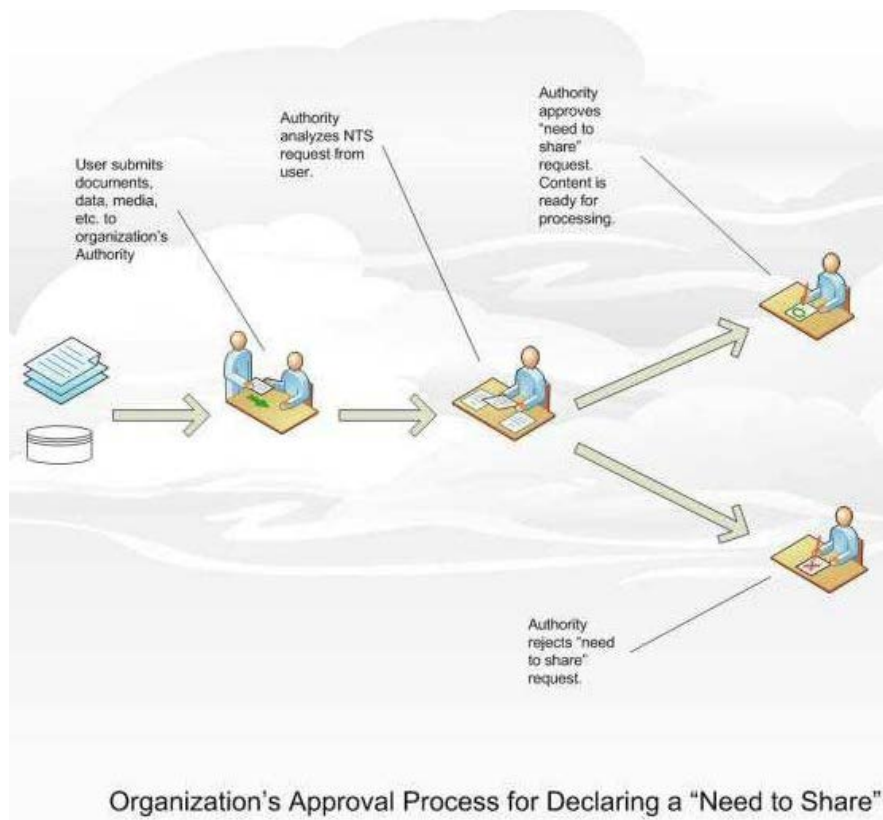 User submits
documents,
data, media,
etc. to
organization's
Authority
Authority
analyzes NTS
request from
user.
Authority
approves
"need to
share"
request.
Content is
ready for
processing.
Authority
rejects "need
to share"
request.
Organization's Approval Process for Declaring a "Need to Share"